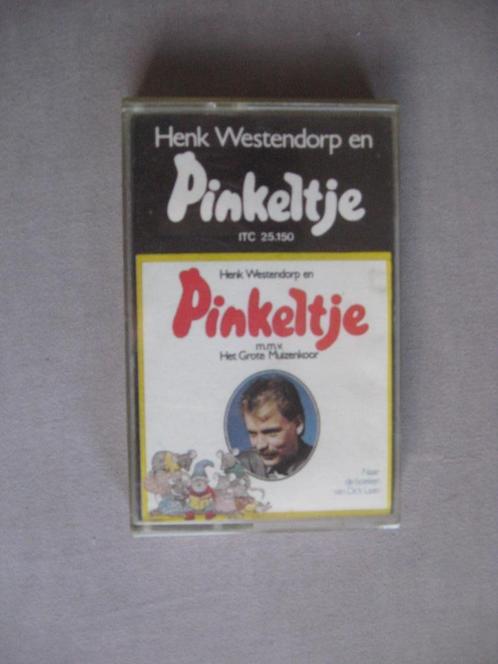 Henk Westendorp en
Pinkeltje
ITC 25.150
Henk Westendorp en
Pinkeltje
m.m.v.
Het Grote Muizenkoor
Naar
de boeken
van Dick Laan